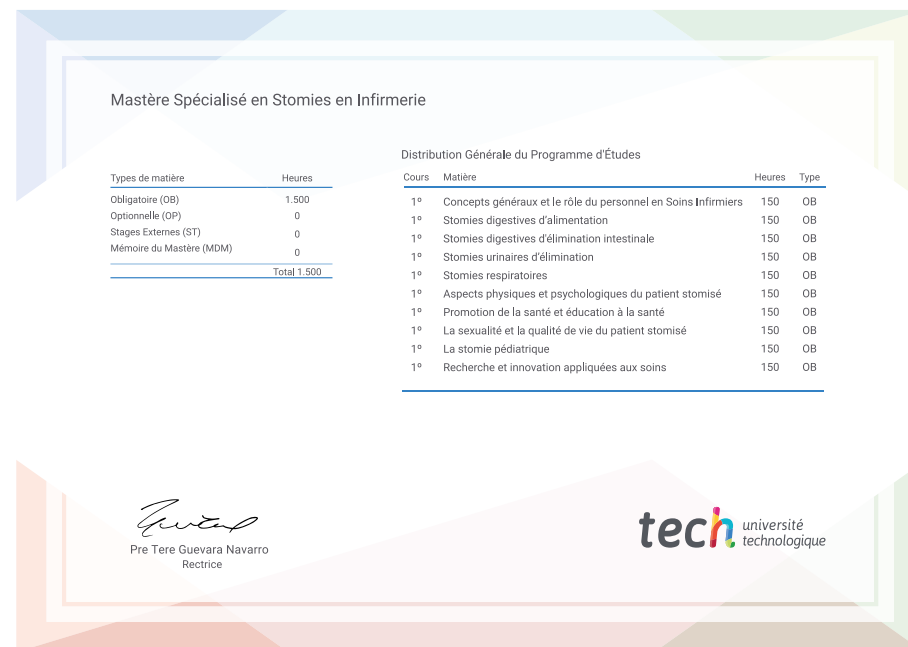 Mastère Spécialisé en Stomies en Infirmerie
Types de matière Heures
Obligatoire (OB) 1.500
Optionnelle (OP) 0
Stages Externes (ST) 0
Mémoire du Mastère (MDM) 0
Total 1.500
Distribution Générale du Programme d'Études
Cours Matière Heures Type
1º Concepts généraux et le rôle du personnel en Soins Infirmiers 150 OB
1º Stomies digestives d'alimentation 150 OB
1º Stomies digestives d'élimination intestinale 150 OB
1º Stomies urinaires d'élimination 150 OB
1º Stomies respiratoires 150 OB
1º Aspects physiques et psychologiques du patient stomisé 150 OB
1º Promotion de la santé et éducation à la santé 150 OB
1º La sexualité et la qualité de vie du patient stomisé 150 OB
1º La stomie pédiatrique 150 OB
1º Recherche et innovation appliquées aux soins 150 OB
Pre Tere Guevara Navarro
Rectrice
tech université
technologique